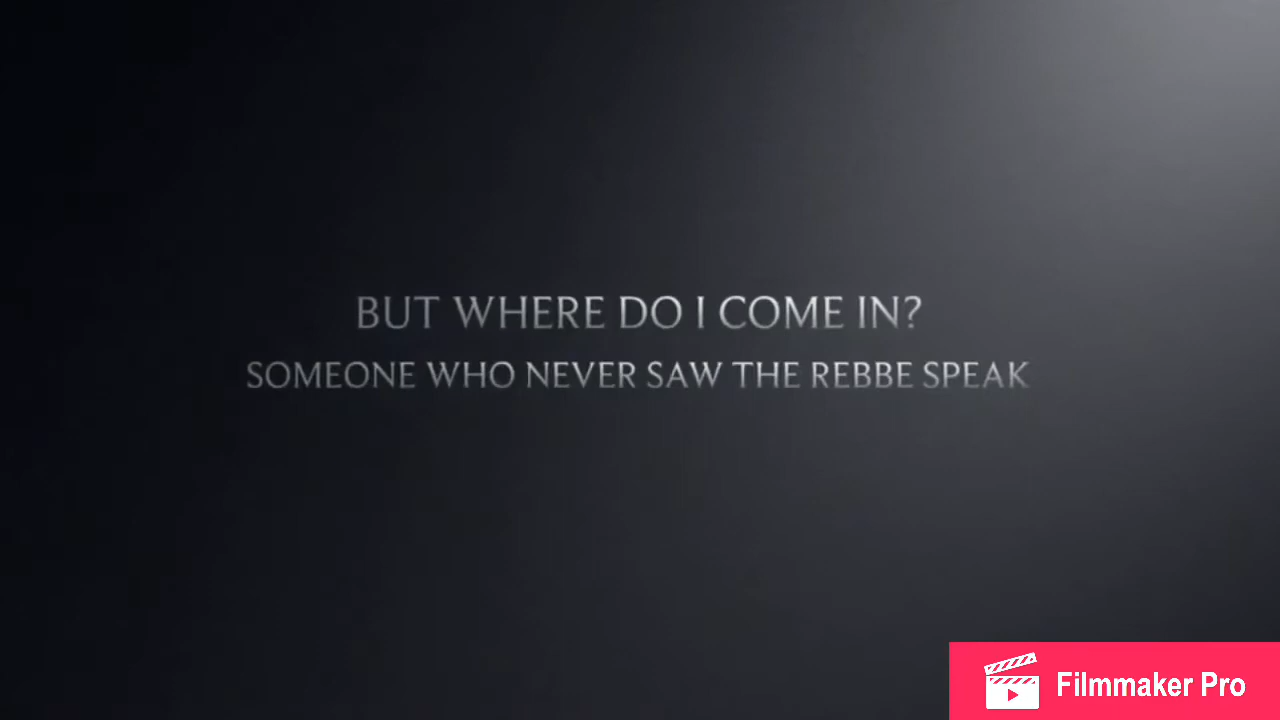 BUT WHERE DO I COME IN?
SOMEONE WHO NEVER SAW THE REBBE SPEAK
Filmmaker Pro